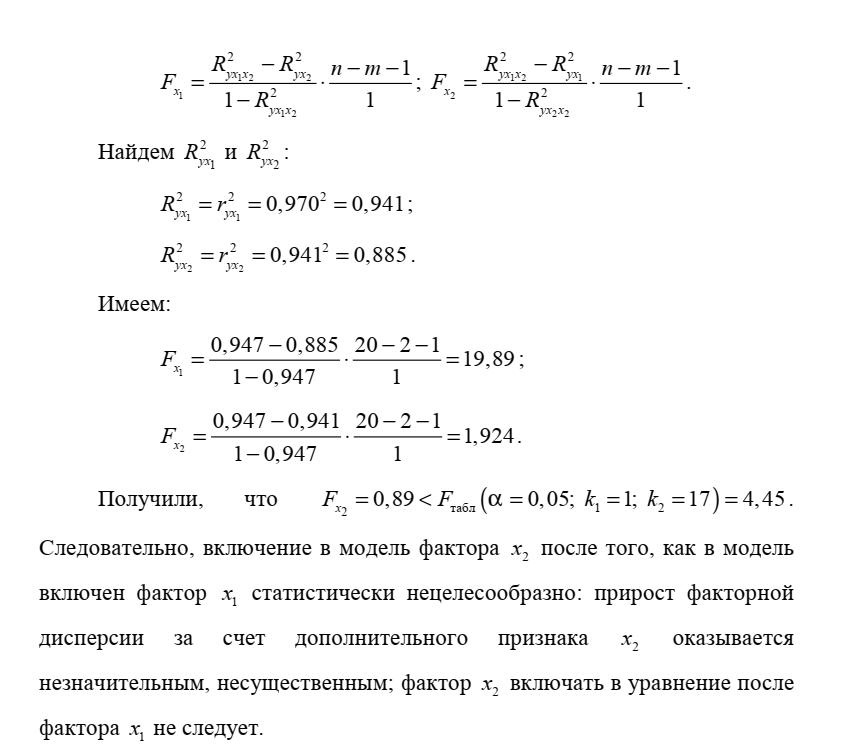 F_{x_1} = \frac{R^2_{yx_1x_2} - R^2_{yx_2}}{1 - R^2_{yx_1x_2}} \cdot \frac{n - m - 1}{1}; F_{x_2} = \frac{R^2_{yx_1x_2} - R^2_{yx_1}}{1 - R^2_{yx_2x_2}} \cdot \frac{n - m - 1}{1}.
Найдем R^2_{yx_1} и R^2_{yx_2}:
R^2_{yx_1} = r^2_{yx_1} = 0,970^2 = 0,941;
R^2_{yx_2} = r^2_{yx_2} = 0,941^2 = 0,885.
Имеем:
F_{x_1} = \frac{0,947 - 0,885}{1 - 0,947} \cdot \frac{20 - 2 - 1}{1} = 19,89;
F_{x_2} = \frac{0,947 - 0,941}{1 - 0,947} \cdot \frac{20 - 2 - 1}{1} = 1,924.
Получили, что F_{x_2} = 0,89 < F_{табл}(α = 0,05; k_1 = 1; k_2 = 17) = 4,45.
Следовательно, включение в модель фактора x_2 после того, как в модель
включен фактор x_1 статистически нецелесообразно: прирост факторной
дисперсии за счет дополнительного признака x_2 оказывается
незначительным, несущественным; фактор x_2 включать в уравнение после
фактора x_1 не следует.